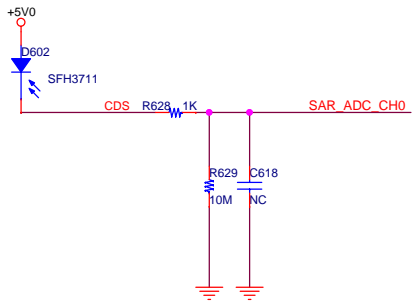 +5V0
D602
SFH3711
CDS R628 1K SAR_ADC_CH0
R629 C618
10M NC